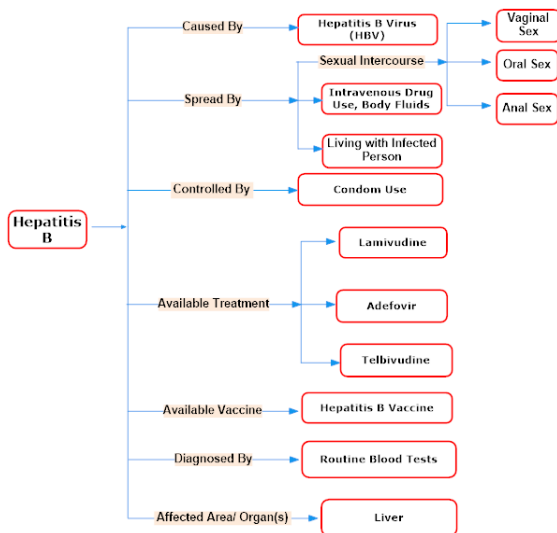 Hepatitis
B
Caused By
Hepatitis B Virus
(HBV)
Spread By
Sexual Intercourse
Vaginal
Sex
Oral Sex
Anal Sex
Intravenous Drug
Use, Body Fluids
Living with Infected
Person
Controlled By
Condom Use
Available Treatment
Lamivudine
Adefovir
Telbivudine
Available Vaccine
Hepatitis B Vaccine
Diagnosed By
Routine Blood Tests
Affected Area/ Organ(s)
Liver